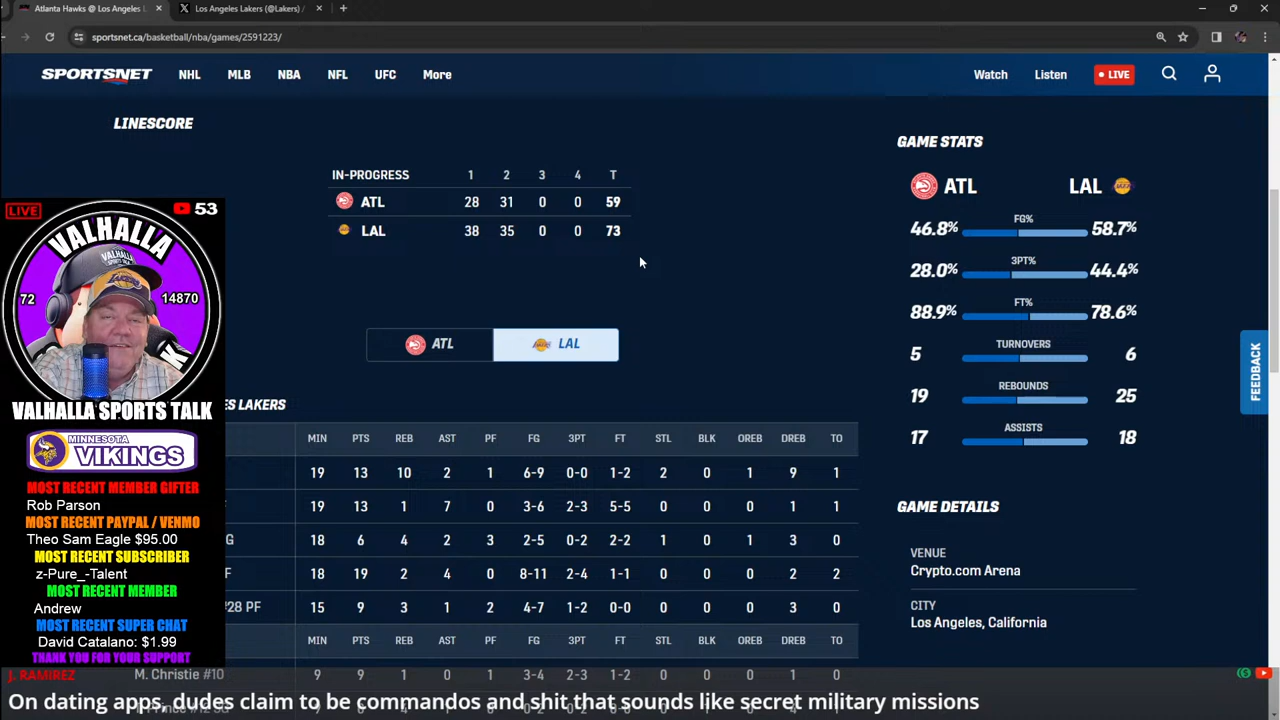 Atlanta Hawks @ Los Angeles L
Los Angeles Lakers (@Lakers) /
sportsnet.ca/basketball/nba/games/2591223/
SPORTSNET NHL MLB NBA NFL UFC More Watch Listen LIVE
LINESCORE
IN-PROGRESS 1 2 3 4 T
ATL 28 31 0 0 59
LAL 38 35 0 0 73
ATL LAL
ES LAKERS
MIN PTS REB AST PF FG 3PT FT STL BLK OREB DREB TO
19 13 10 2 1 6-9 0-0 1-2 2 0 1 9 1
19 13 1 7 0 3-6 2-3 5-5 0 0 0 1 1
G 18 6 4 2 3 2-5 0-2 2-2 1 0 1 3 0
F 18 19 2 4 0 8-11 2-4 1-1 0 0 0 2 2
#28 PF 15 9 3 1 2 4-7 1-2 0-0 0 0 0 3 0
MIN PTS REB AST PF FG 3PT FT STL BLK OREB DREB TO
M. Christie #10 9 9 1 0 1 3-4 2-3 1-2 0 0 0 1 0
GAME STATS
ATL LAL
46.8% FG% 58.7%
28.0% 3PT% 44.4%
88.9% FT% 78.6%
5 TURNOVERS 6
19 REBOUNDS 25
17 ASSISTS 18
GAME DETAILS
VENUE
Crypto.com Arena
CITY
Los Angeles, California
FEEDBACK
LIVE 53
VALHALLA
VALHALLA
SPORTS TALK
LAKERS
72 14870
K
VALHALLA SPORTS TALK
MINNESOTA
VIKINGS
MOST RECENT MEMBER GIFTER
Rob Parson
MOST RECENT PAYPAL / VENMO
Theo Sam Eagle $95.00
MOST RECENT SUBSCRIBER
z-Pure_-Talent
MOST RECENT MEMBER
Andrew
MOST RECENT SUPER CHAT
David Catalano: $1.99
THANK YOU FOR YOUR SUPPORT
J. RAMIREZ
On dating apps, dudes claim to be commandos and shit that sounds like secret military missions